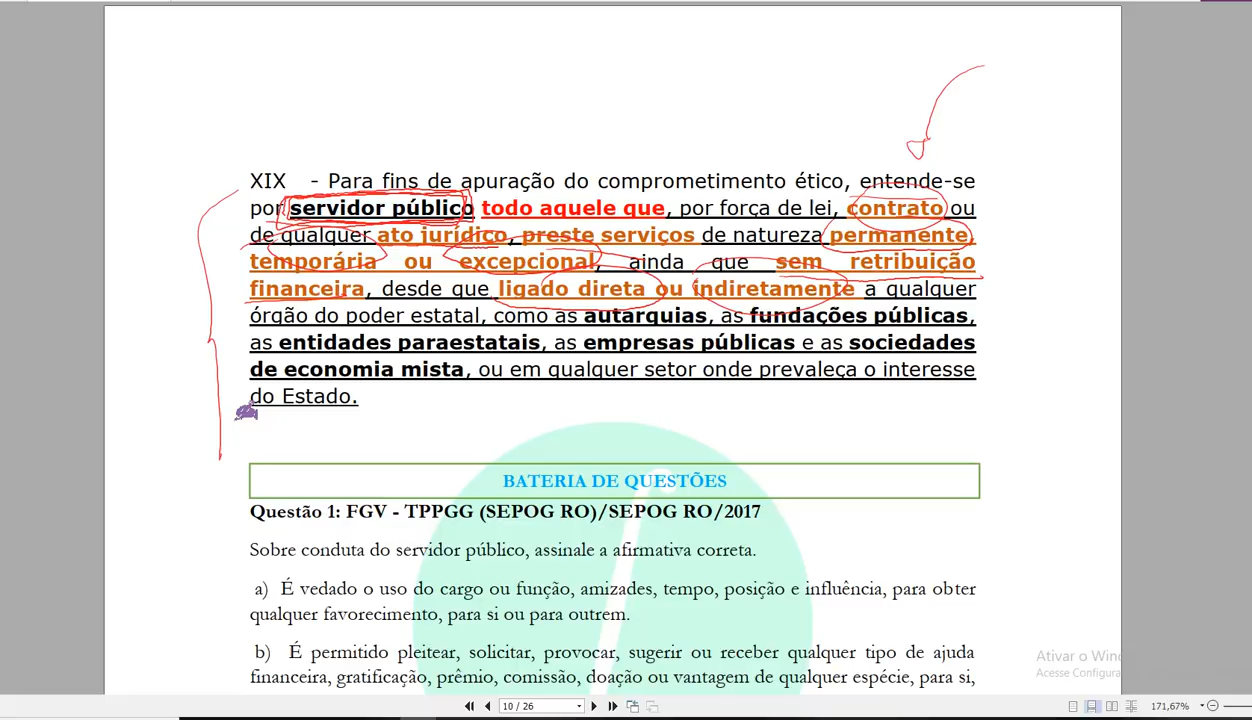 XIX - Para fins de apuração do comprometimento ético, entende-se
por servidor público todo aquele que, por força de lei, contrato ou
de qualquer ato jurídico, preste serviços de natureza permanente,
temporária ou excepcional, ainda que sem retribuição
financeira, desde que ligado direta ou indiretamente a qualquer
órgão do poder estatal, como as autarquias, as fundações públicas,
as entidades paraestatais, as empresas públicas e as sociedades
de economia mista, ou em qualquer setor onde prevaleça o interesse
do Estado.
BATERIA DE QUESTÕES
Questão 1: FGV - TPPGG (SEPOG RO)/SEPOG RO/2017
Sobre conduta do servidor público, assinale a afirmativa correta.
a) É vedado o uso do cargo ou função, amizades, tempo, posição e influência, para obter
qualquer favorecimento, para si ou para outrem.
b) É permitido pleitear, solicitar, provocar, sugerir ou receber qualquer tipo de ajuda
financeira, gratificação, prêmio, comissão, doação ou vantagem de qualquer espécie, para si,
Ativar o Win
Acesse Configura
10 / 26
171,67%